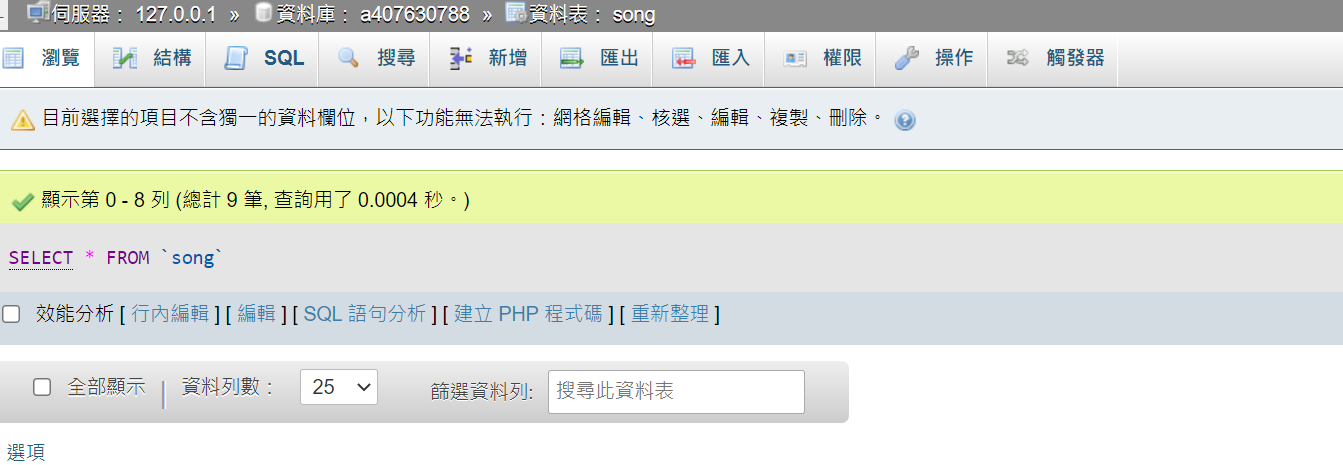 伺服器： 127.0.0.1 » 資料庫： a407630788 » 資料表： song
瀏覽 結構 SQL 搜尋 新增 匯出 匯入 權限 操作 觸發器
目前選擇的項目不含獨一的資料欄位，以下功能無法執行：網格編輯、核選、編輯、複製、刪除。
顯示第 0 - 8 列 (總計 9 筆, 查詢用了 0.0004 秒。)
SELECT * FROM `song`
效能分析 [ 行內編輯 ] [ 編輯 ] [ SQL 語句分析 ] [ 建立 PHP 程式碼 ] [ 重新整理 ]
全部顯示 | 資料列數： 25 篩選資料列: 搜尋此資料表
選項